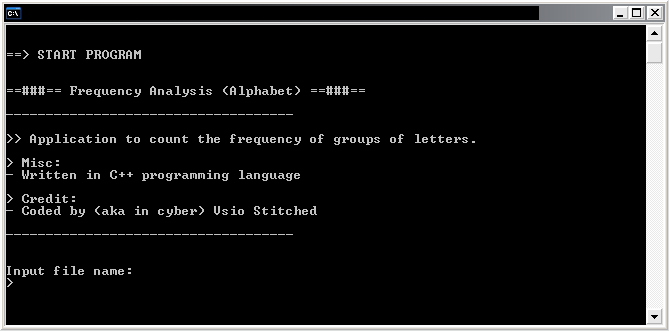 C:\
==> START PROGRAM
==###== Frequency Analysis (Alphabet) ==###==
------------------------------------
>> Application to count the frequency of groups of letters.
> Misc:
- Written in C++ programming language
> Credit:
- Coded by (aka in cyber) Vsio Stitched
------------------------------------
Input file name:
>